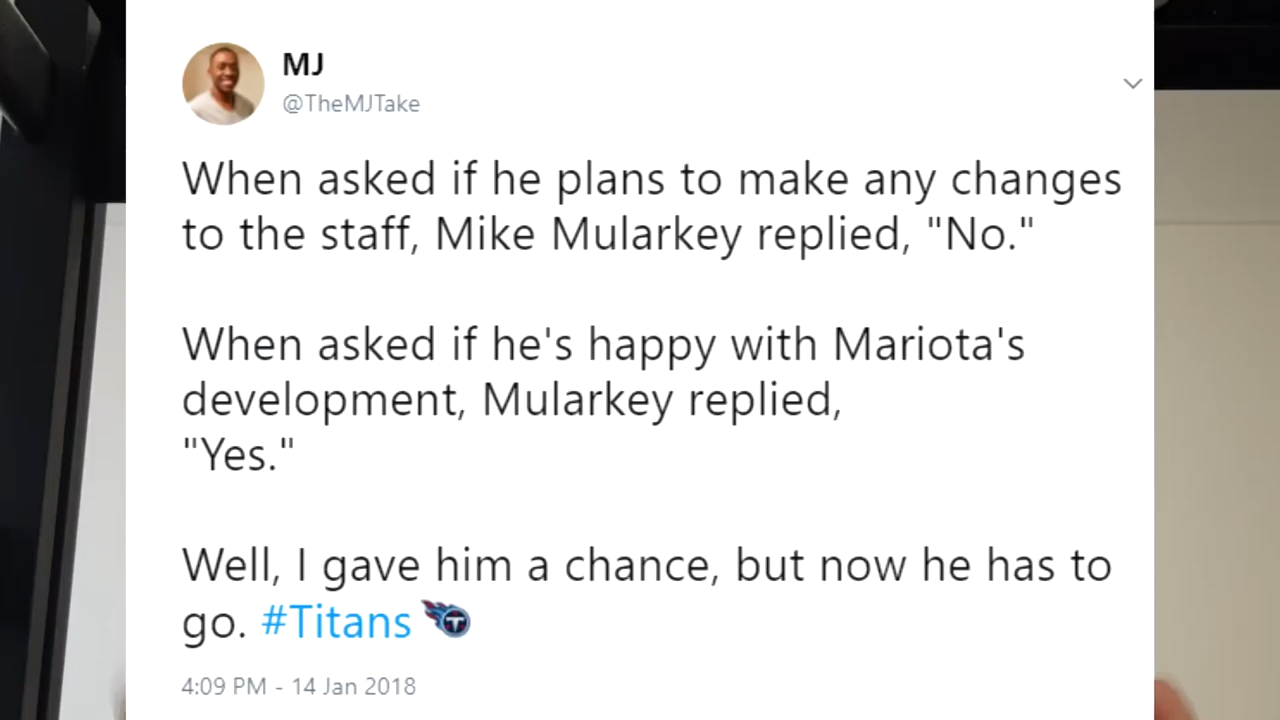 MJ
@TheMJTake
When asked if he plans to make any changes
to the staff, Mike Mularkey replied, "No."
When asked if he's happy with Mariota's
development, Mularkey replied,
"Yes."
Well, I gave him a chance, but now he has to
go. #Titans
4:09 PM - 14 Jan 2018